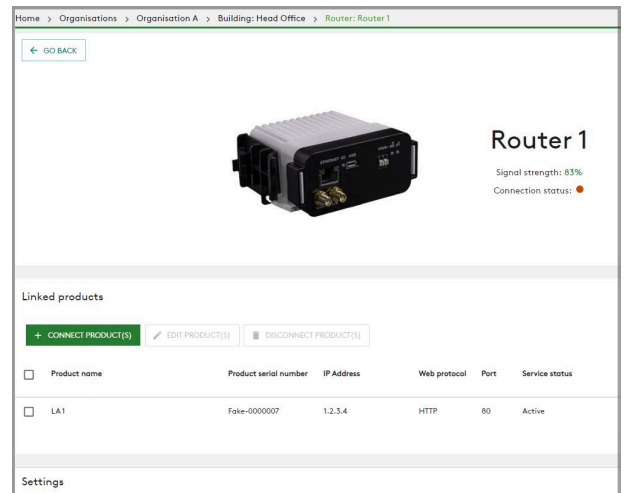 Home > Organisations > Organisation A > Building: Head Office > Router: Router 1
← GO BACK
ETHERNET
USB
Router 1
Signal strength: 83%
Connection status:
Linked products
+ CONNECT PRODUCT(S) EDIT PRODUCT(S) DISCONNECT PRODUCT(S)
Product name Product serial number IP Address Web protocol Port Service status
LA1 Fake-0000007 1.2.3.4 HTTP 80 Active
Settings